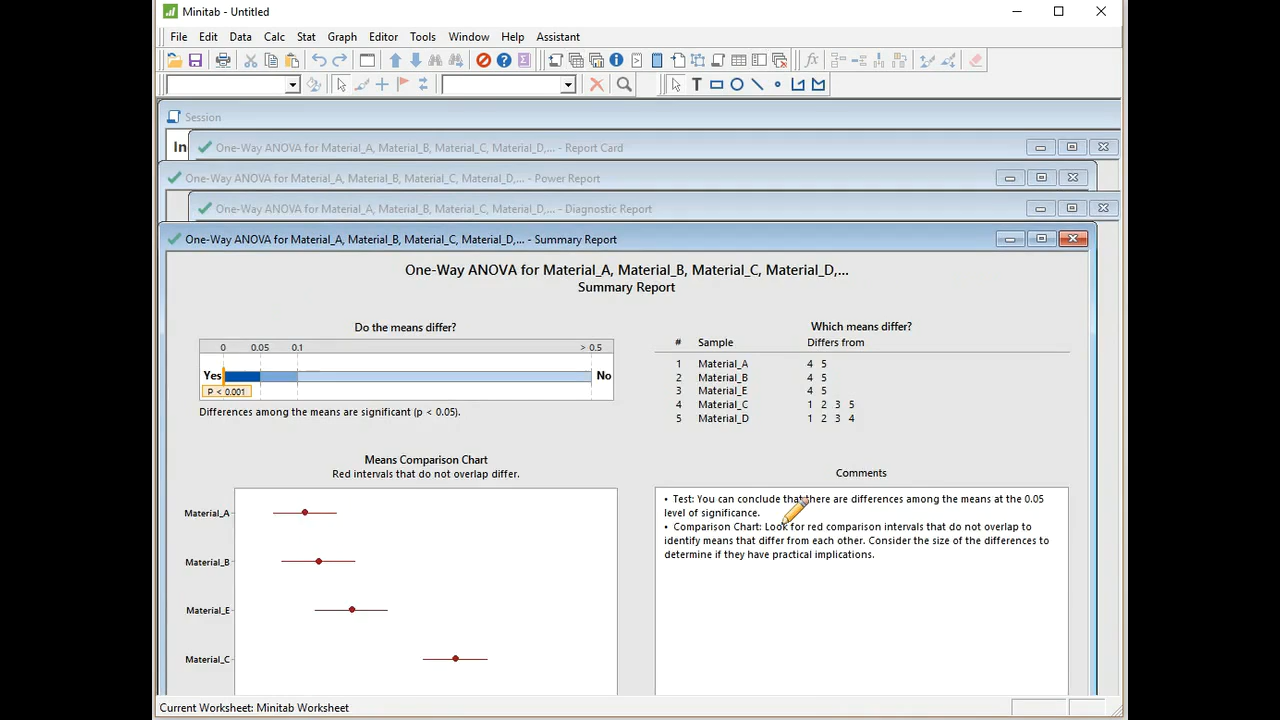 Minitab - Untitled
File Edit Data Calc Stat Graph Editor Tools Window Help Assistant
Session
In
One-Way ANOVA for Material_A, Material_B, Material_C, Material_D,... - Report Card
One-Way ANOVA for Material_A, Material_B, Material_C, Material_D,... - Power Report
One-Way ANOVA for Material_A, Material_B, Material_C, Material_D,... - Diagnostic Report
One-Way ANOVA for Material_A, Material_B, Material_C, Material_D,... - Summary Report
One-Way ANOVA for Material_A, Material_B, Material_C, Material_D,...
Summary Report
Do the means differ?
0 0.05 0.1 > 0.5
Yes No
P < 0.001
Differences among the means are significant (p < 0.05).
Which means differ?
# Sample Differs from
1 Material_A 4 5
2 Material_B 4 5
3 Material_E 4 5
4 Material_C 1 2 3 5
5 Material_D 1 2 3 4
Means Comparison Chart
Red intervals that do not overlap differ.
Material_A
Material_B
Material_E
Material_C
Comments
• Test: You can conclude that there are differences among the means at the 0.05
level of significance.
• Comparison Chart: Look for red comparison intervals that do not overlap to
identify means that differ from each other. Consider the size of the differences to
determine if they have practical implications.
Current Worksheet: Minitab Worksheet